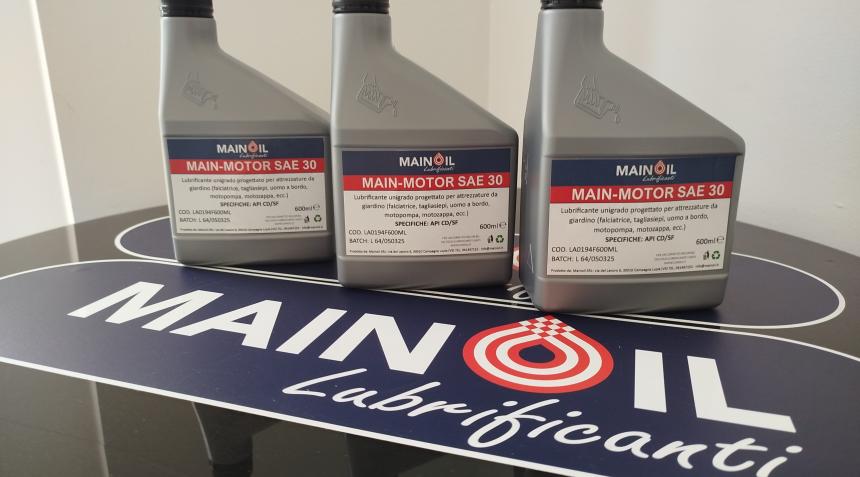 MAINOIL
Lubrificanti
MAIN-MOTOR SAE 30
Lubrificante unigrado progettato per attrezzature da
giardino (falciatrice, tagliasiepi, uomo a bordo,
motopompa, motozappa, ecc.)
SPECIFICHE: API CD/SF
COD. LA0194F600ML
BATCH: L 64/050325
600ml e
MAINOIL
Lubrificanti
MAIN-MOTOR SAE 30
Lubrificante unigrado progettato per attrezzature da
giardino (falciatrice, tagliasiepi, uomo a bordo,
motopompa, motozappa, ecc.)
SPECIFICHE: API CD/SF
COD. LA0194F600ML
BATCH: L 64/050325
600ml e
MAINOIL
Lubrificanti
MAIN-MOTOR SAE 30
Lubrificante unigrado progettato per attrezzature da
giardino (falciatrice, tagliasiepi, uomo a bordo,
motopompa, motozappa, ecc.)
SPECIFICHE: API CD/SF
COD. LA0194F600ML
BATCH: L 64/050325
600ml e
MAINOIL
Lubrificanti